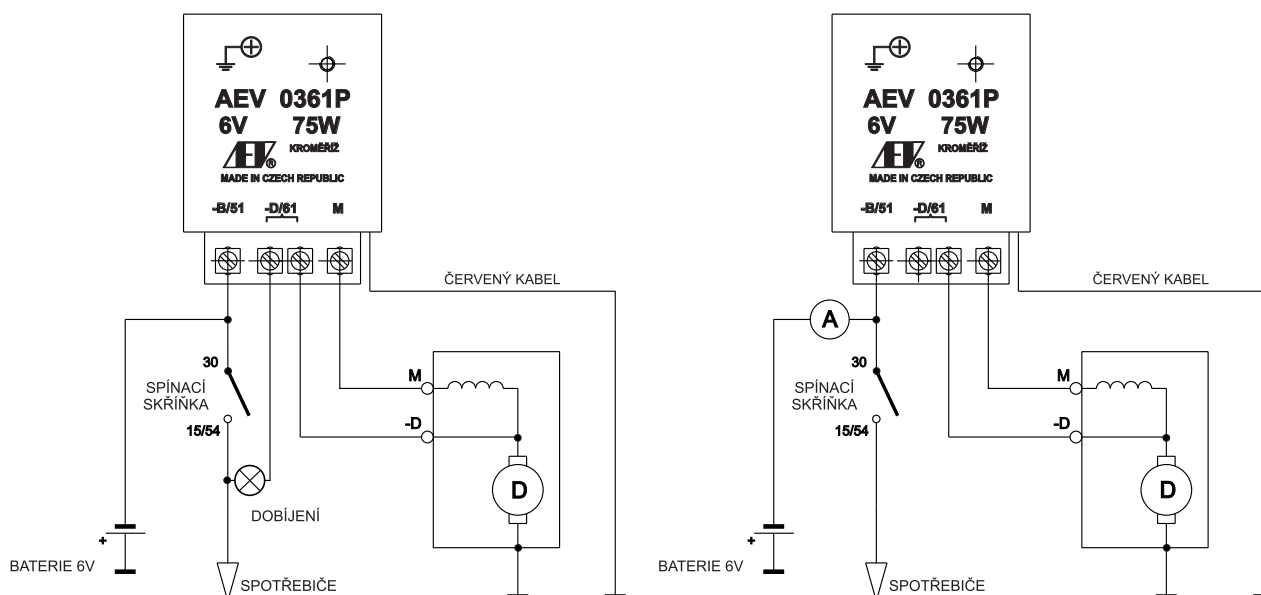 AEV 0361P
6V 75W
AEV®
KROMĚŘÍŽ
MADE IN CZECH REPUBLIC
-B/51 -D/61 M
ČERVENÝ KABEL
30
SPÍNACÍ
SKŘÍŇKA
15/54
M
-D
D
DOBÍJENÍ
+
BATERIE 6V
SPOTŘEBIČE
AEV 0361P
6V 75W
AEV®
KROMĚŘÍŽ
MADE IN CZECH REPUBLIC
-B/51 -D/61 M
ČERVENÝ KABEL
A
30
SPÍNACÍ
SKŘÍŇKA
15/54
M
-D
D
+
BATERIE 6V
SPOTŘEBIČE